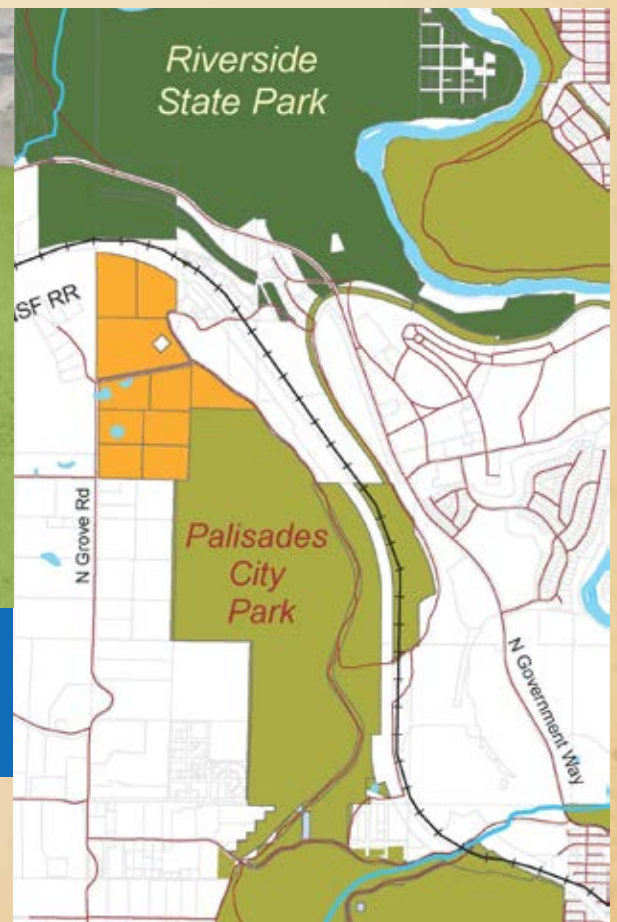 Riverside
State Park
SF RR
N Grove Rd
Palisades
City
Park
N Government Way